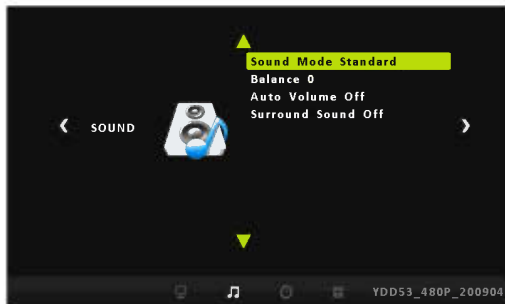 Sound Mode Standard
Balance 0
Auto Volume Off
Surround Sound Off
SOUND
YDD53_480P_200904